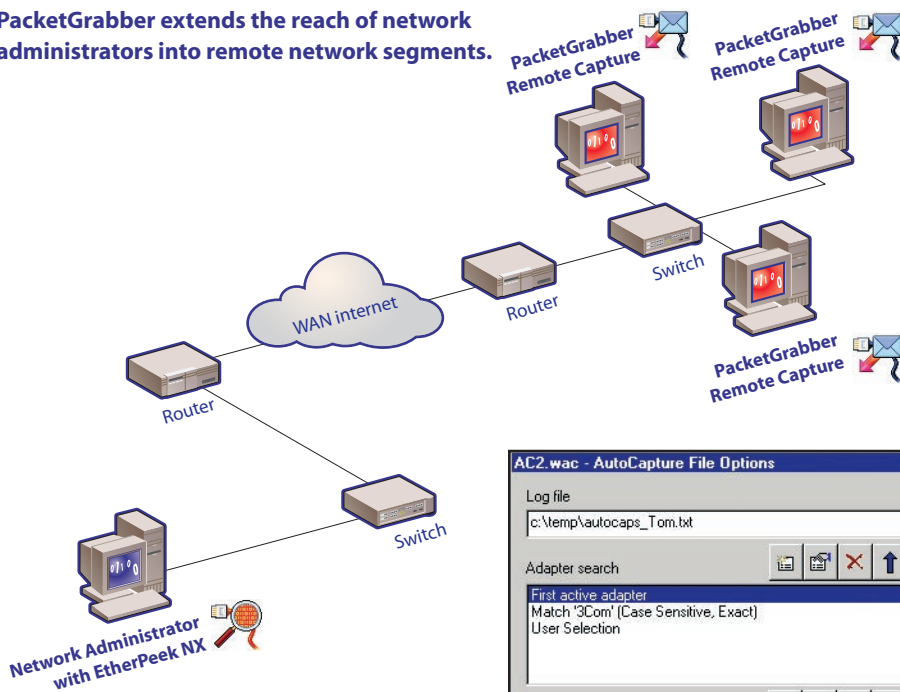 PacketGrabber extends the reach of network
administrators into remote network segments.
PacketGrabber
Remote Capture
PacketGrabber
Remote Capture
Switch
Router
WAN internet
PacketGrabber
Remote Capture
Router
Switch
Network Administrator
with EtherPeek NX
AC2.wac - AutoCapture File Options
Log file
c:\temp\autocaps_Tom.txt
Adapter search
First active adapter
Match '3Com' (Case Sensitive, Exact)
User Selection